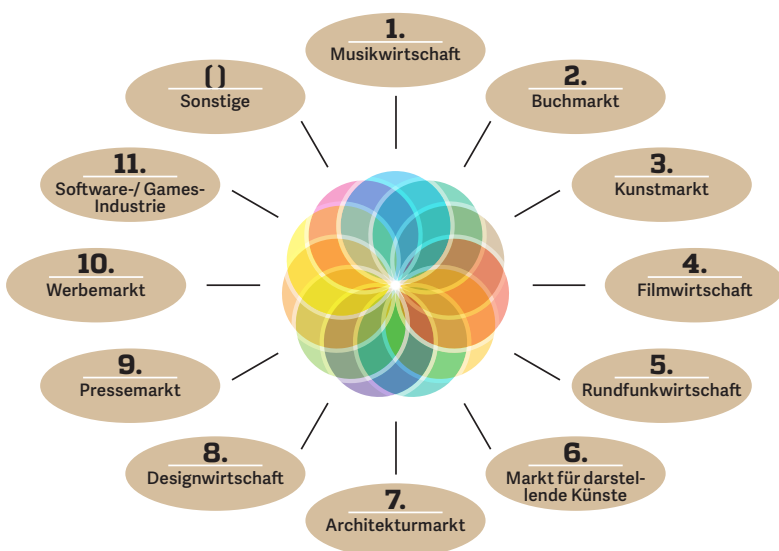 1.
Musikwirtschaft
2.
Buchmarkt
3.
Kunstmarkt
4.
Filmwirtschaft
5.
Rundfunkwirtschaft
6.
Markt für darstel-
lende Künste
7.
Architekturmarkt
8.
Designwirtschaft
9.
Pressemarkt
10.
Werbemarkt
11.
Software-/ Games-
Industrie
( )
Sonstige